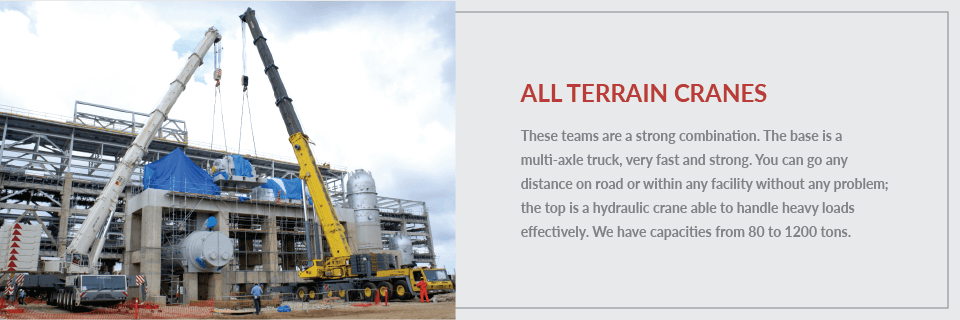 ALL TERRAIN CRANES
These teams are a strong combination. The base is a
multi-axle truck, very fast and strong. You can go any
distance on road or within any facility without any problem;
the top is a hydraulic crane able to handle heavy loads
effectively. We have capacities from 80 to 1200 tons.